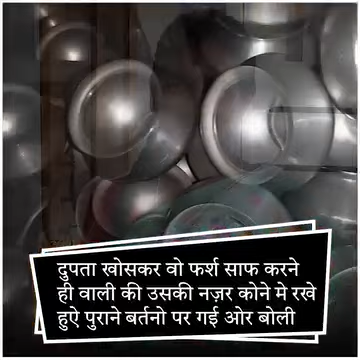 दुपता खोसकर वो फर्श साफ करने
ही वाली की उसकी नज़र कोने मे रखे
हुऐ पुराने बर्तनो पर गई ओर बोली